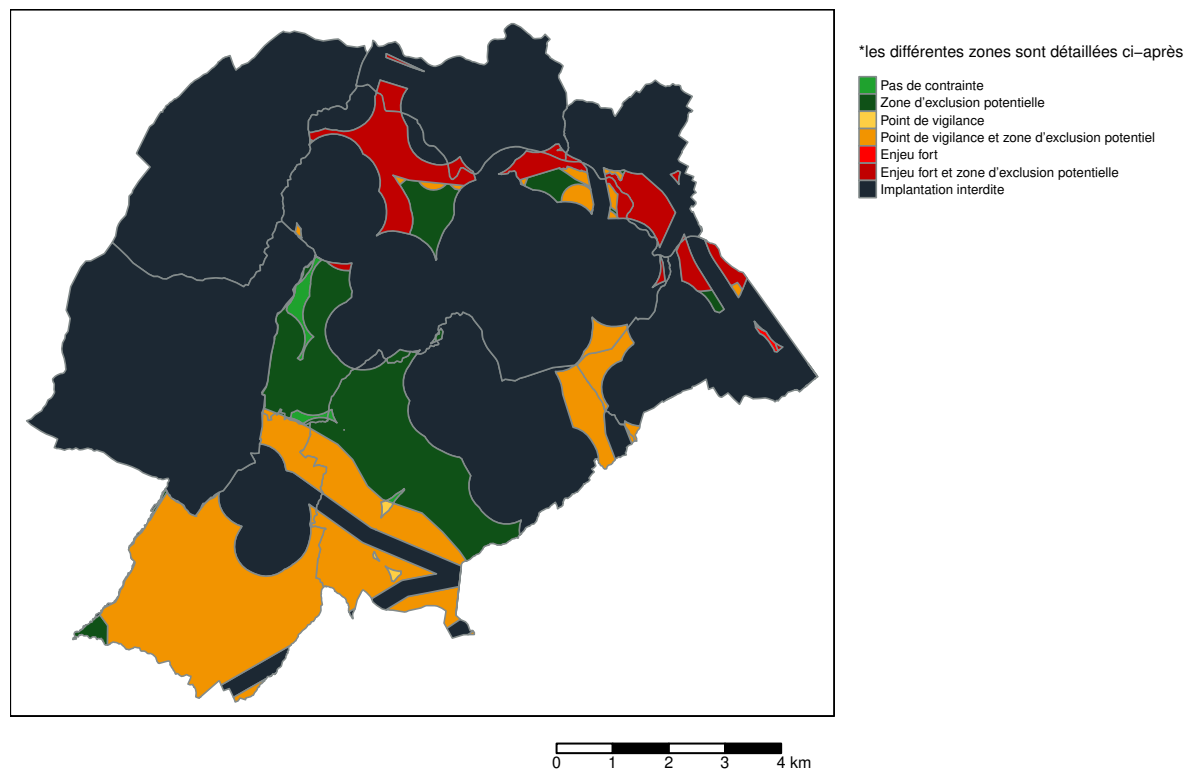 *les différentes zones sont détaillées ci−après
Pas de contrainte
Zone d'exclusion potentielle
Point de vigilance
Point de vigilance et zone d'exclusion potentiel
Enjeu fort
Enjeu fort et zone d'exclusion potentielle
Implantation interdite
0 1 2 3 4 km